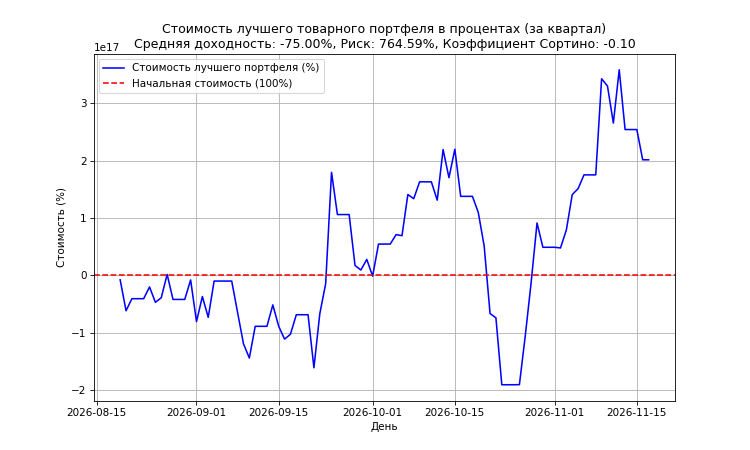 Стоимость лучшего товарного портфеля в процентах (за квартал)
Средняя доходность: -75.00%, Риск: 764.59%, Коэффициент Сортино: -0.10
1e17
Стоимость лучшего портфеля (%)
Начальная стоимость (100%)
3
2
1
0
−1
−2
Стоимость (%)
2026-08-15
2026-09-01
2026-09-15
2026-10-01
2026-10-15
2026-11-01
2026-11-15
День